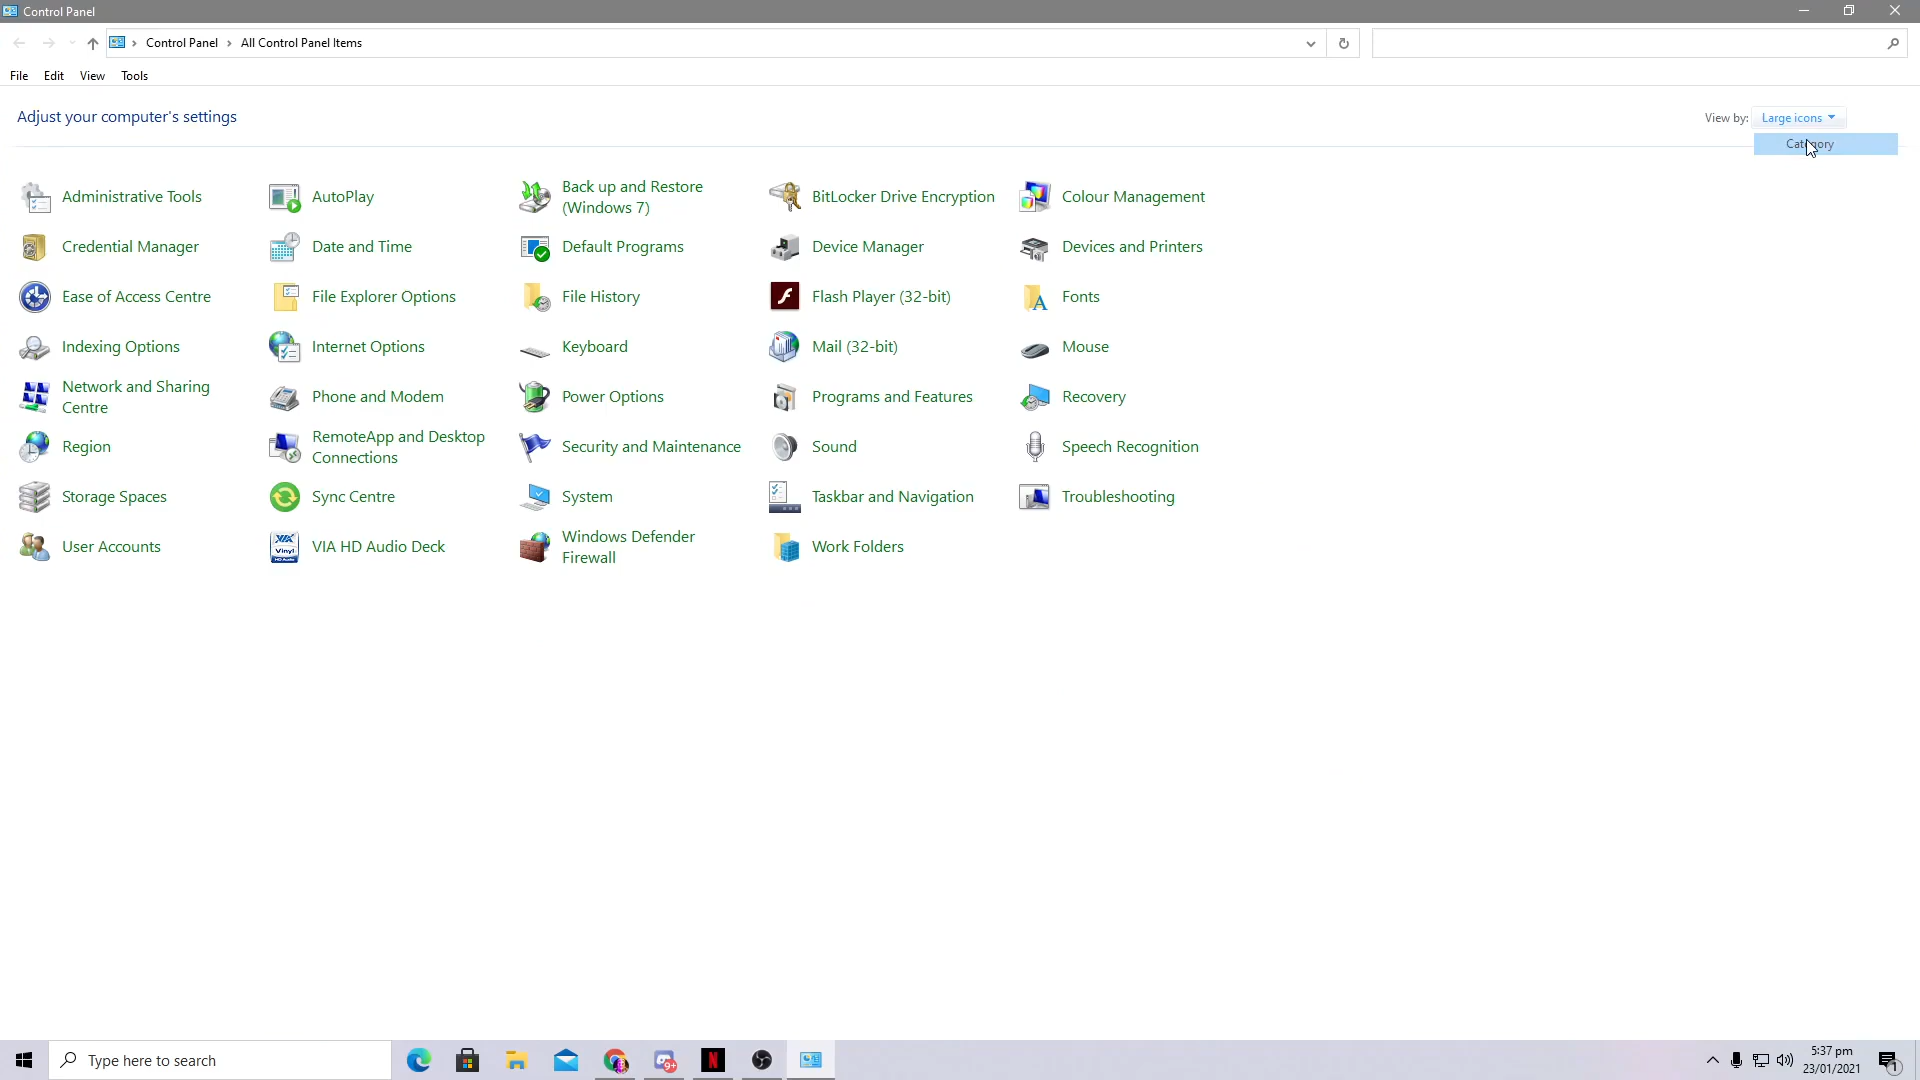 Control Panel
Control Panel › All Control Panel Items
File Edit View Tools
Adjust your computer's settings
View by: Large icons
Category
Administrative Tools
AutoPlay
Back up and Restore
(Windows 7)
BitLocker Drive Encryption
Colour Management
Credential Manager
Date and Time
Default Programs
Device Manager
Devices and Printers
Ease of Access Centre
File Explorer Options
File History
Flash Player (32-bit)
Fonts
Indexing Options
Internet Options
Keyboard
Mail (32-bit)
Mouse
Network and Sharing
Centre
Phone and Modem
Power Options
Programs and Features
Recovery
Region
RemoteApp and Desktop
Connections
Security and Maintenance
Sound
Speech Recognition
Storage Spaces
Sync Centre
System
Taskbar and Navigation
Troubleshooting
User Accounts
VIA HD Audio Deck
Windows Defender
Firewall
Work Folders
Type here to search
5:37 pm
23/01/2021